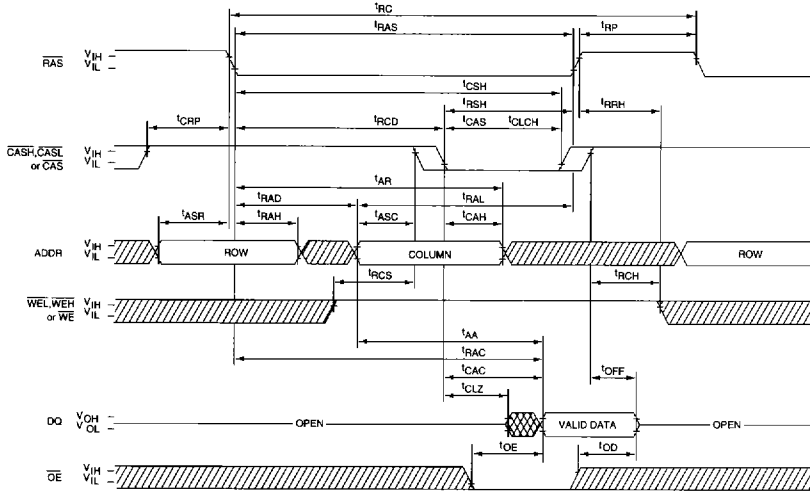 tRC
tRAS
tRP
RAS VIH
VIL
tCSH
tRSH
tRRH
tCRP
tRCD
tCAS
tCLCH
CASH,CASL
or CAS
VIH
VIL
tAR
tRAD
tRAL
tASR
tRAH
tASC
tCAH
ADDR VIH
VIL
ROW
COLUMN
ROW
tRCS
tRCH
WEL,WEH
or WE
VIH
VIL
tAA
tRAC
tCAC
tOFF
tCLZ
DQ VOH
VOL
OPEN
VALID DATA
OPEN
tOE
tOD
OE VIH
VIL